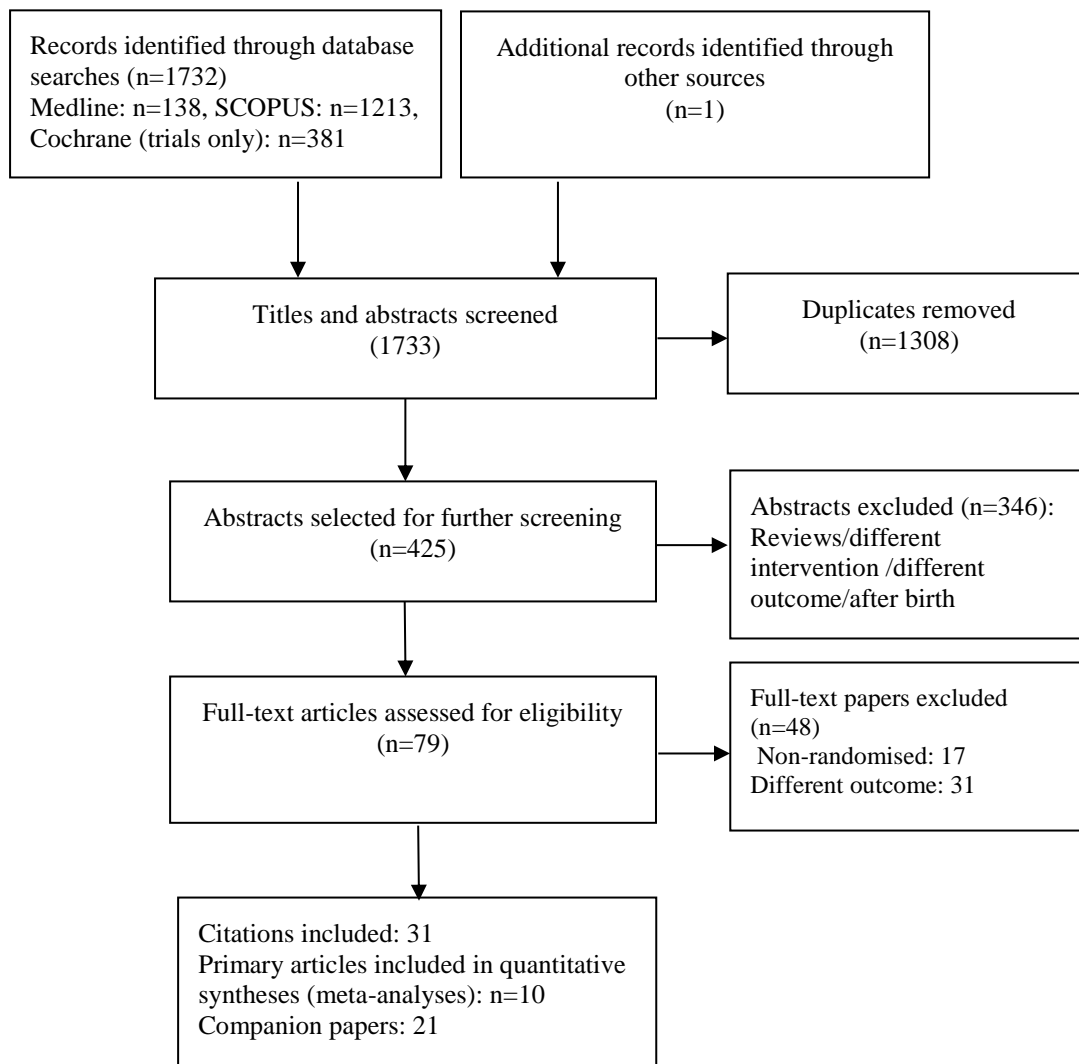 Records identified through database
searches (n=1732)
Medline: n=138, SCOPUS: n=1213,
Cochrane (trials only): n=381
Additional records identified through
other sources
(n=1)
Titles and abstracts screened
(1733)
Duplicates removed
(n=1308)
Abstracts selected for further screening
(n=425)
Abstracts excluded (n=346):
Reviews/different
intervention /different
outcome/after birth
Full-text articles assessed for eligibility
(n=79)
Full-text papers excluded
(n=48)
Non-randomised: 17
Different outcome: 31
Citations included: 31
Primary articles included in quantitative
syntheses (meta-analyses): n=10
Companion papers: 21